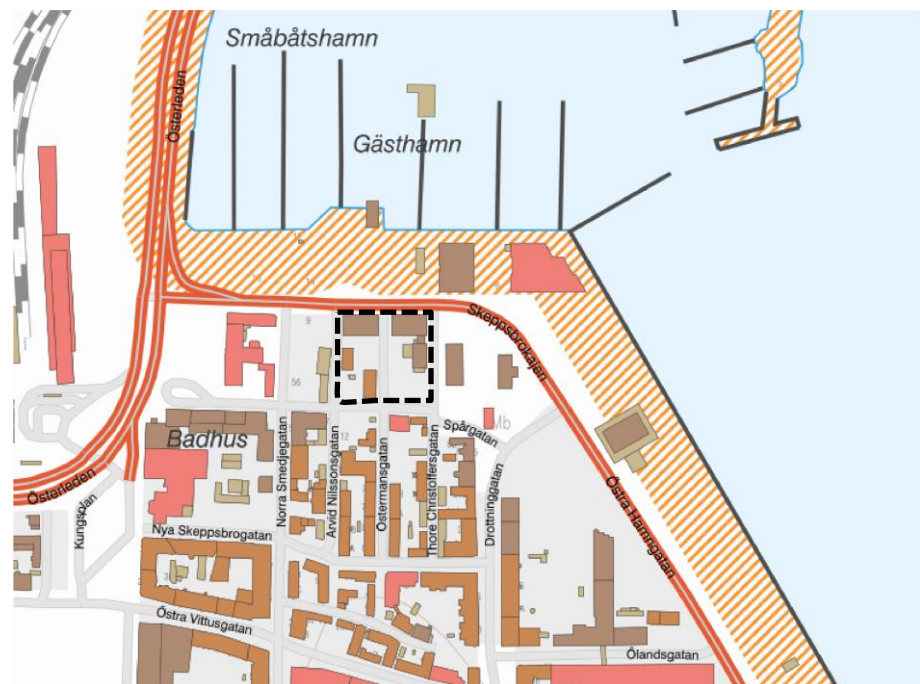 Småbåtshamn
Österleden
Gästhamn
Skeppsbrokajen
9
56
Badhus
12
Spårgatan
Mb
Norra Smedjegatan
Arvid Nilssonsgatan
Östermansgatan
Thore Christoffersgatan
Drottninggatan
Österleden
Kungsplan
Nya Skeppsbrogatan
Östra Hamngatan
Östra Vittusgatan
Ölandsgatan